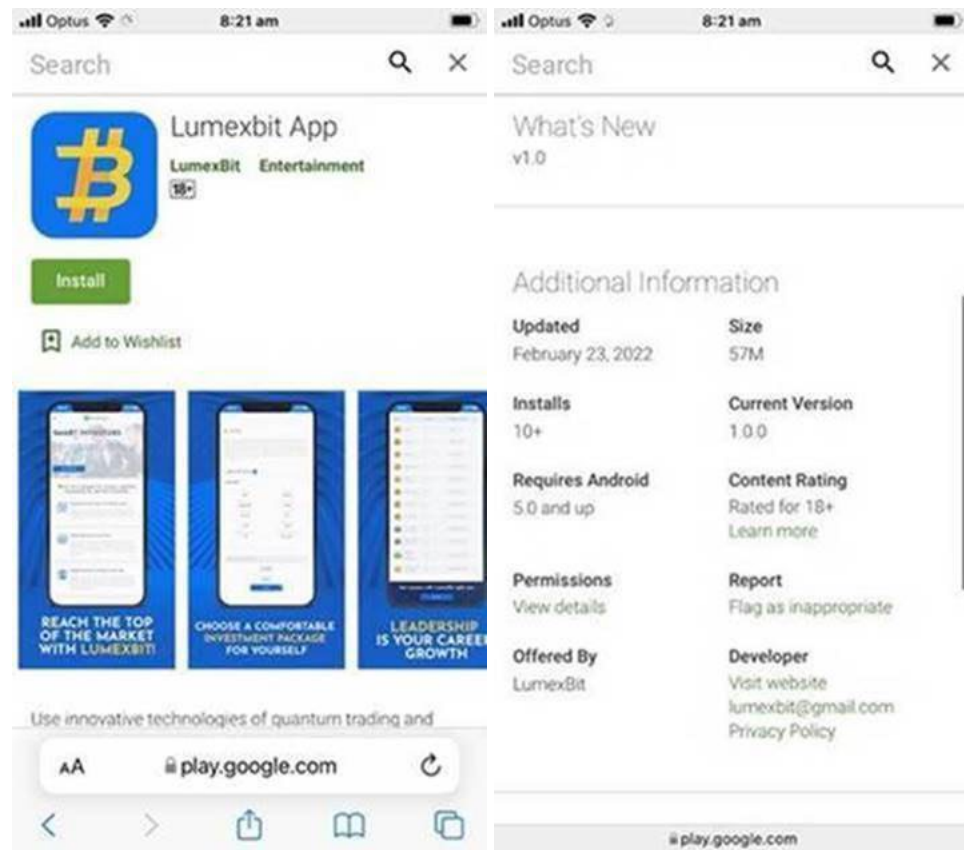 Optus
8:21 am
Search
Lumexbit App
LumexBit Entertainment
18+
Install
Add to Wishlist
REACH THE TOP
OF THE MARKET
WITH LUMEXBIT!
CHOOSE A COMFORTABLE
INVESTMENT PACKAGE
FOR YOURSELF
LEADERSHIP
IS YOUR CAREER
GROWTH
Use innovative technologies of quantum trading and
AA play.google.com
Optus
8:21 am
Search
What's New
v1.0
Additional Information
Updated
February 23, 2022
Size
57M
Installs
10+
Current Version
1.0.0
Requires Android
5.0 and up
Content Rating
Rated for 18+
Learn more
Permissions
View details
Report
Flag as inappropriate
Offered By
LumexBit
Developer
Visit website
lumexbit@gmail.com
Privacy Policy
play.google.com